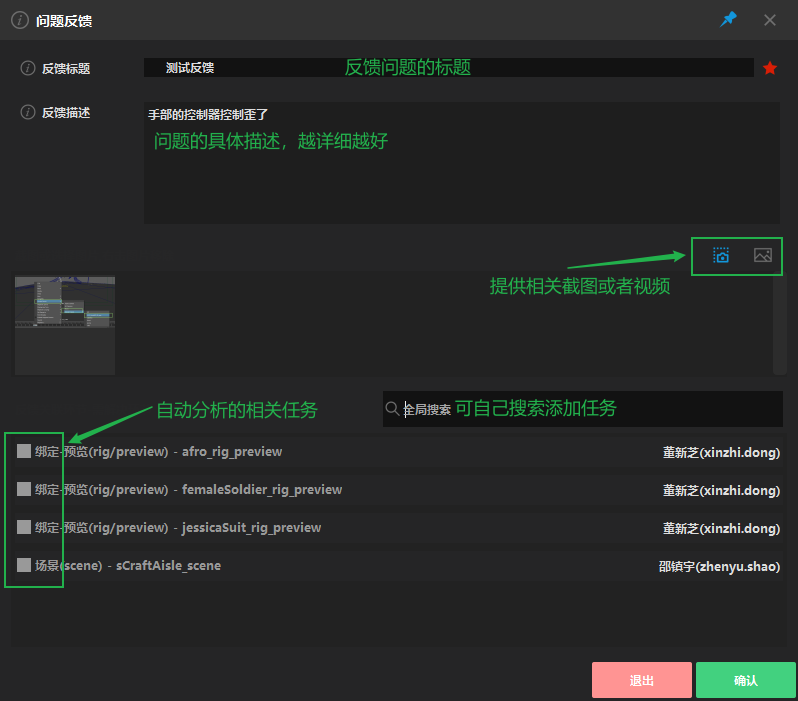 问题反馈
反馈标题
测试反馈
反馈问题的标题
反馈描述
手部的控制器控制歪了
问题的具体描述，越详细越好
提供相关截图或者视频
自动分析的相关任务
全局搜索 可自己搜索添加任务
绑定-预览(rig/preview) - afro_rig_preview 董新芝(xinzhi.dong)
绑定-预览(rig/preview) - femaleSoldier_rig_preview 董新芝(xinzhi.dong)
绑定-预览(rig/preview) - jessicaSuit_rig_preview 董新芝(xinzhi.dong)
场景(scene) - sCraftAisle_scene 邵镇宇(zhenyu.shao)
退出 确认